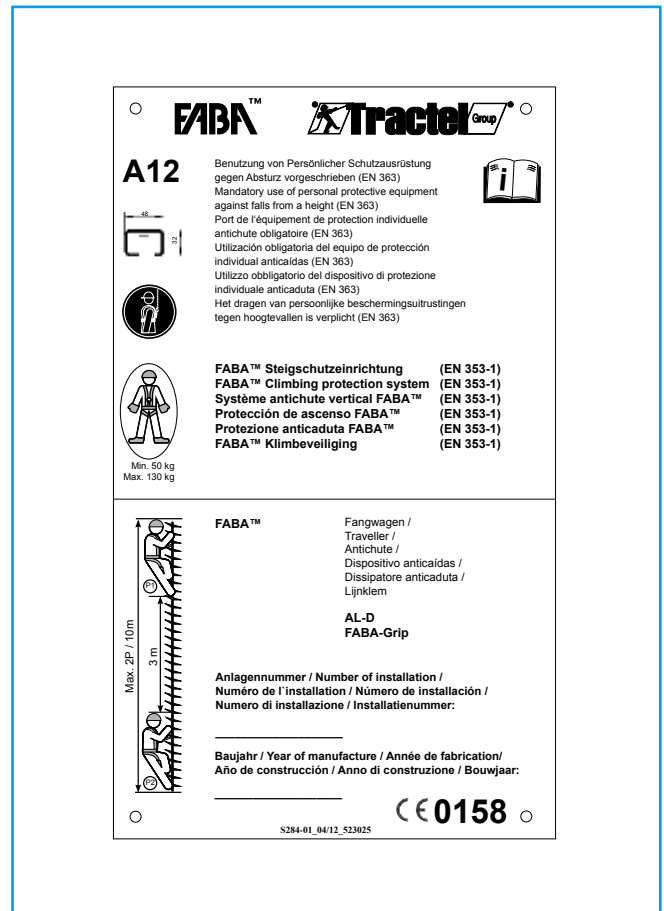 FABA™ Tractel Group
A12
48
32
Benutzung von Persönlicher Schutzausrüstung
gegen Absturz vorgeschrieben (EN 363)
Mandatory use of personal protective equipment
against falls from a height (EN 363)
Port de l'équipement de protection individuelle
antichute obligatoire (EN 363)
Utilización obligatoria del equipo de protección
individual anticaídas (EN 363)
Utilizzo obbligatorio del dispositivo di protezione
individuale anticaduta (EN 363)
Het dragen van persoonlijke beschermingsuitrustingen
tegen hoogtevallen is verplicht (EN 363)
i
FABA™ Steigschutzeinrichtung (EN 353-1)
FABA™ Climbing protection system (EN 353-1)
Système antichute vertical FABA™ (EN 353-1)
Protección de ascenso FABA™ (EN 353-1)
Protezione anticaduta FABA™ (EN 353-1)
FABA™ Klimbeveiliging (EN 353-1)
Min. 50 kg
Max. 130 kg
Max. 2P / 10m
3 m
P1
P2
FABA™
Fangwagen /
Traveller /
Antichute /
Dispositivo anticaídas /
Dissipatore anticaduta /
Lijnklem
AL-D
FABA-Grip
Anlagennummer / Number of installation /
Numéro de l`installation / Número de installación /
Numero di installazione / Installatienummer:
Baujahr / Year of manufacture / Année de fabrication/
Año de construcción / Anno di construzione / Bouwjaar:
CE 0158
S284-01_04/12_523025